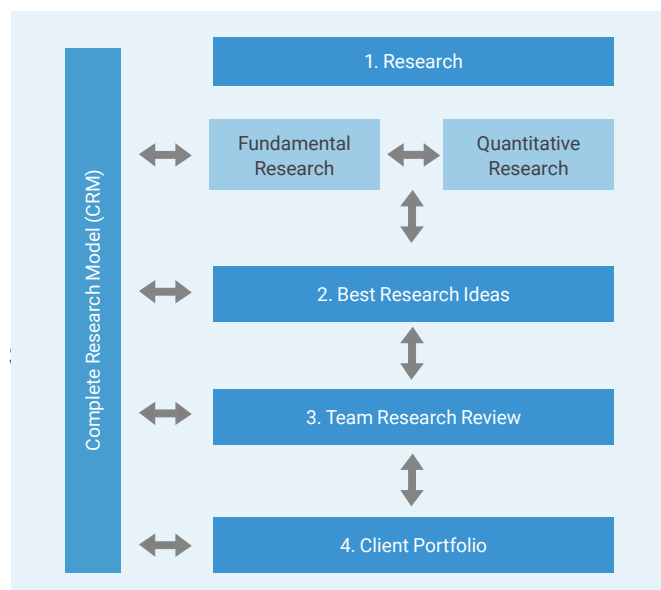 1. Research
Fundamental
Research
Quantitative
Research
Complete Research Model (CRM)
2. Best Research Ideas
3. Team Research Review
4. Client Portfolio